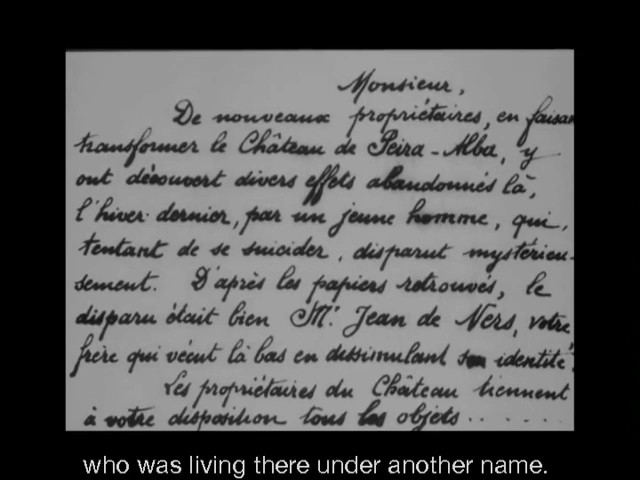 Monsieur,
De nouveaux propriétaires, en faisan
transformer le Château de Peira-Alba, y
ont découvert divers effets abandonnés là,
l'hiver dernier, par un jeune homme, qui,
tentant de se suicider, disparut mystérieu-
sement. D'après les papiers retrouvés, le
disparu était bien Mr. Jean de Ners, votre
frère qui vécut là bas en dissimulant son identité.
Les propriétaires du Château tiennent
à votre disposition tous les objets.......
who was living there under another name.